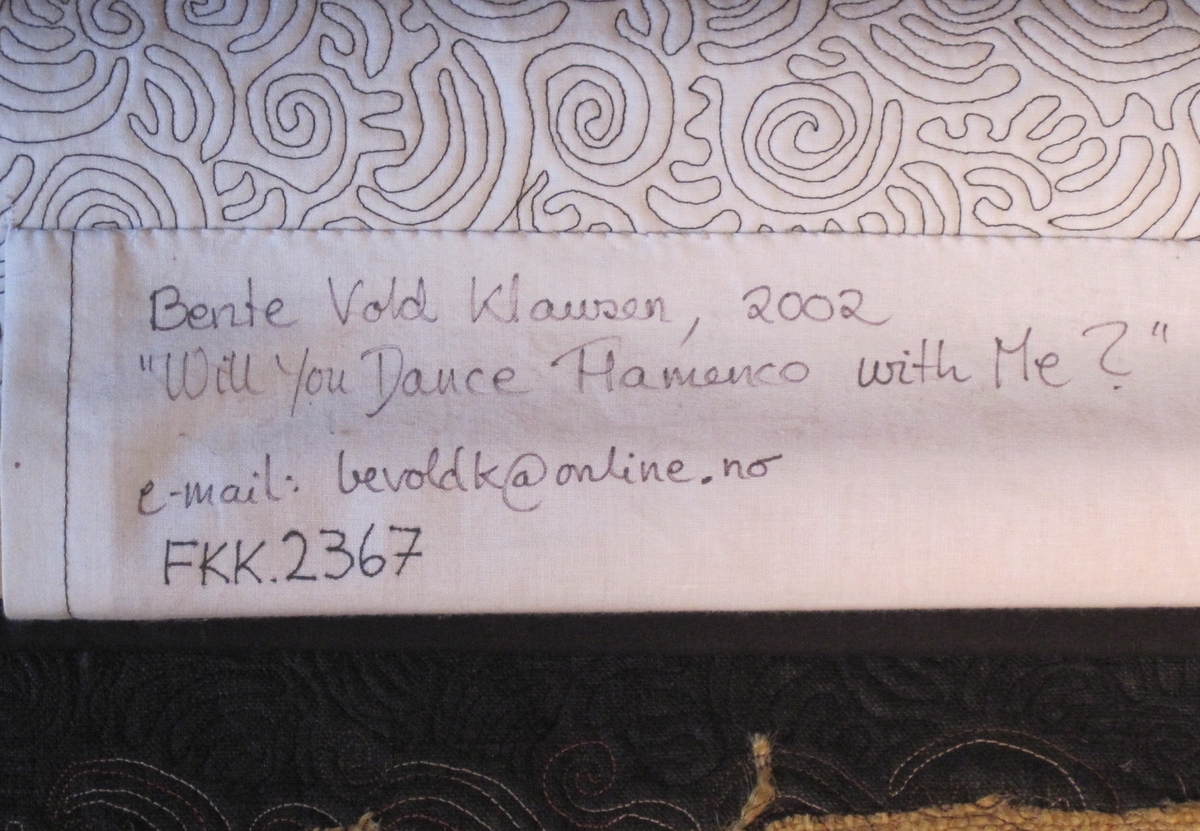 Bente Vold Klausen, 2002
"Will You Dance Flamenco with Me?"
e-mail: bevoldk@online.no
FKK.2367